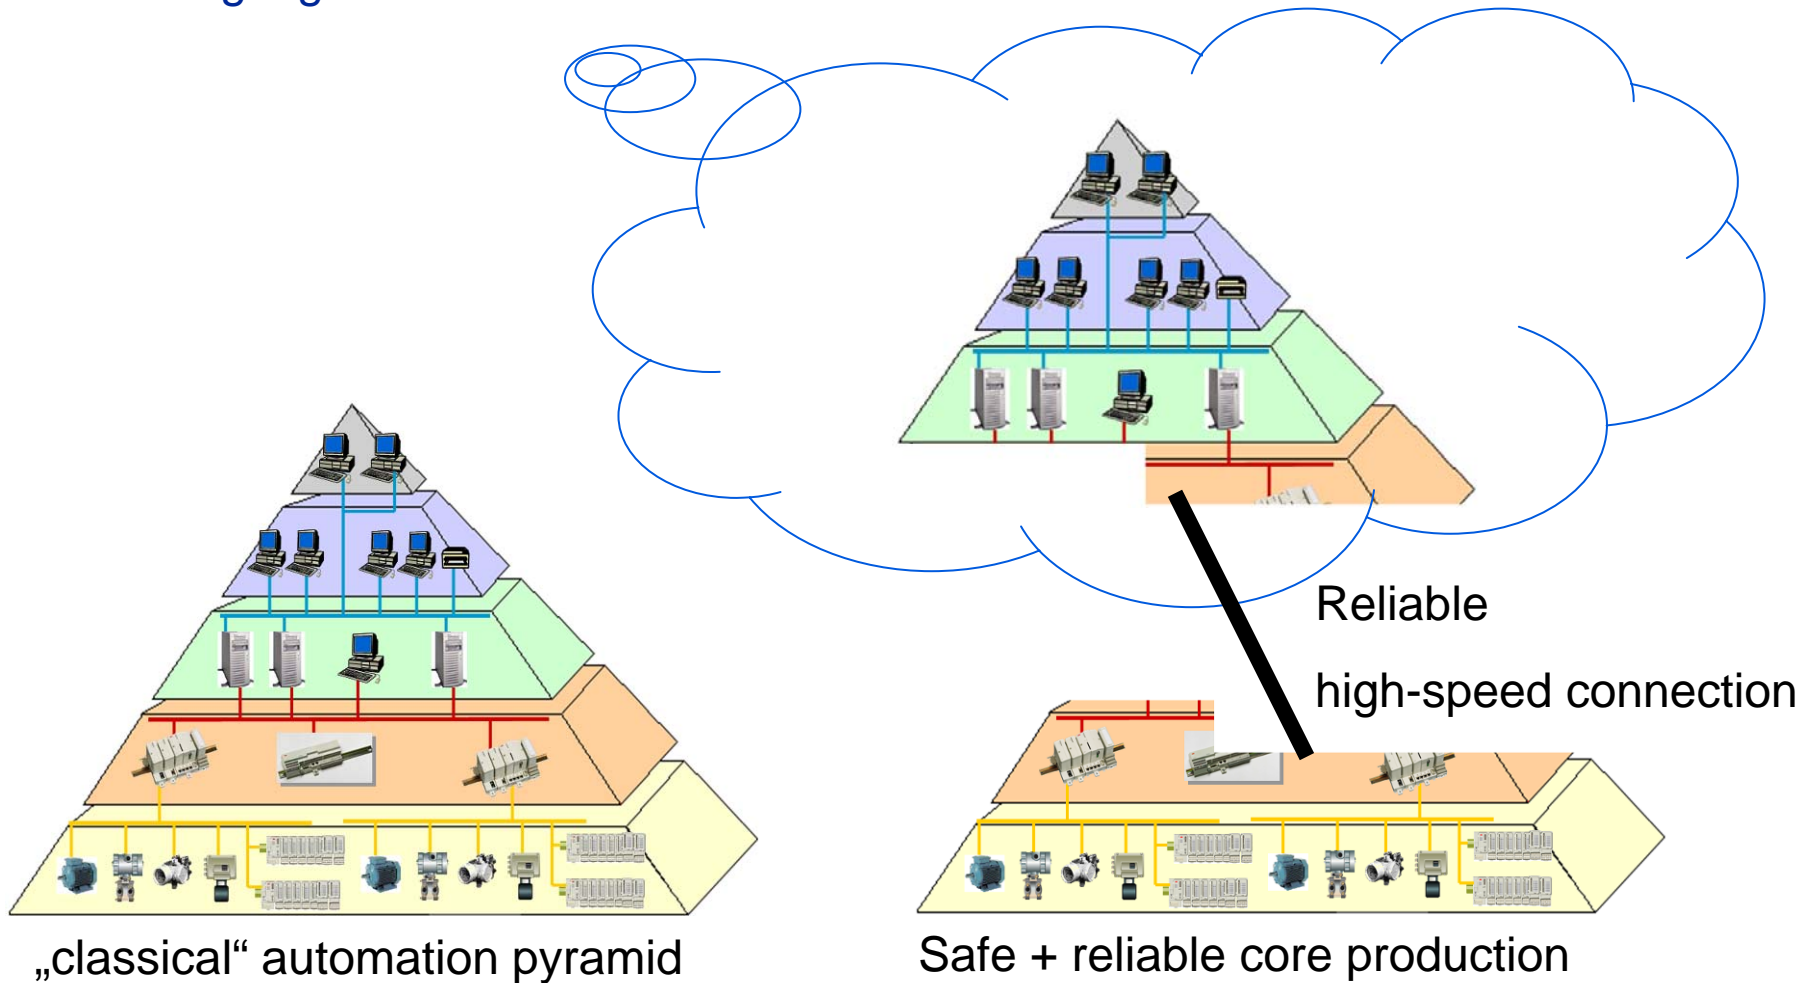 Reliable
high-speed connection
„classical“ automation pyramid
Safe + reliable core production